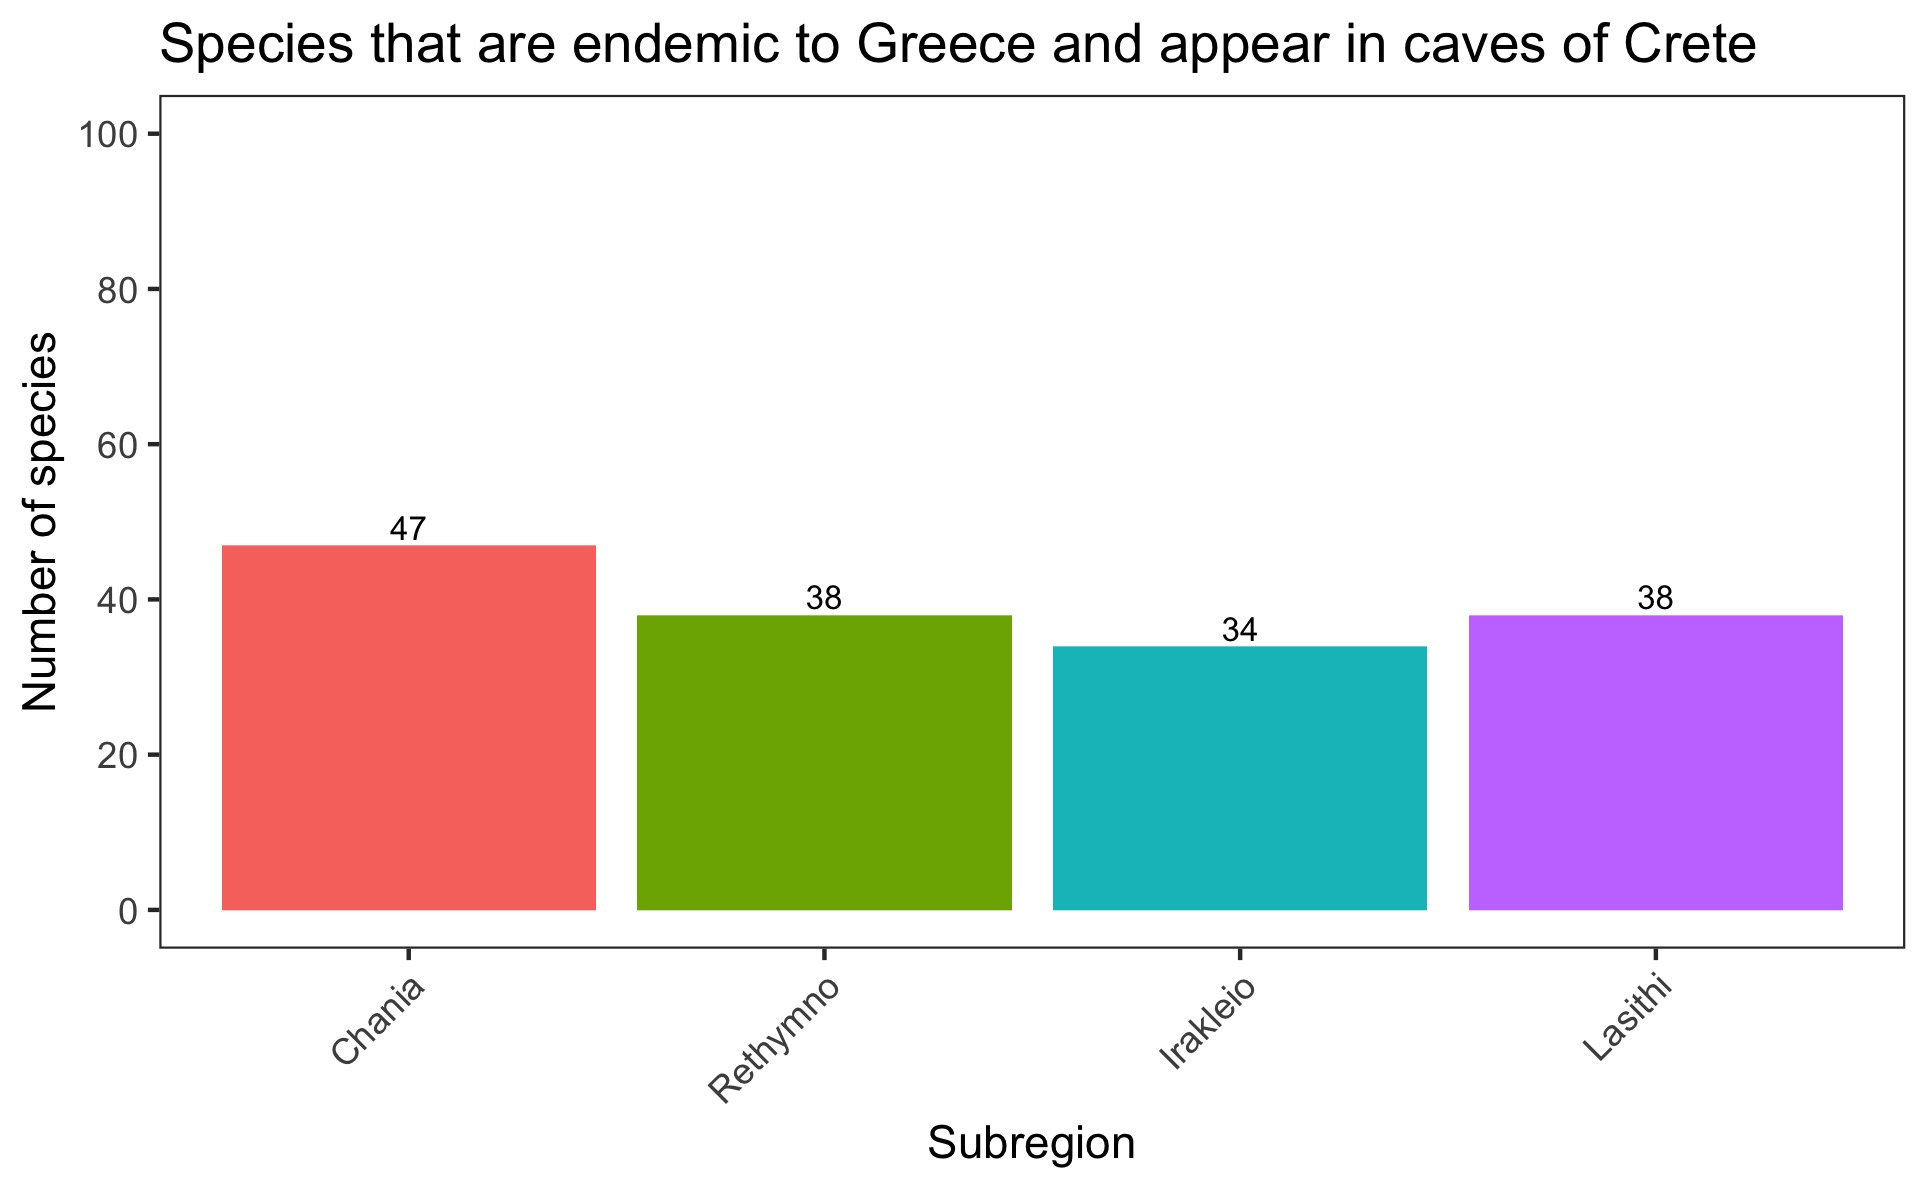 Species that are endemic to Greece and appear in caves of Crete
Number of species
100
80
60
40
20
0
47
38
34
38
Chania
Rethymno
Irakleio
Lasithi
Subregion